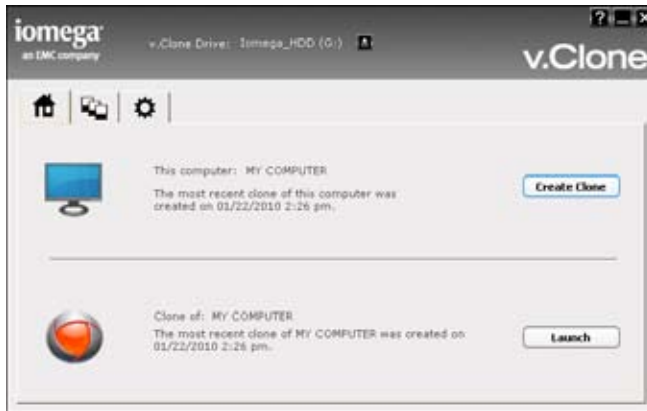 iomega
an EMC company
v.Clone Drive: Iomega_HDD (G:)
? _ X
v.Clone
This computer: MY COMPUTER
The most recent clone of this computer was
created on 01/22/2010 2:26 pm.
Create Clone
Clone of: MY COMPUTER
The most recent clone of MY COMPUTER was created on
01/22/2010 2:26 pm.
Launch